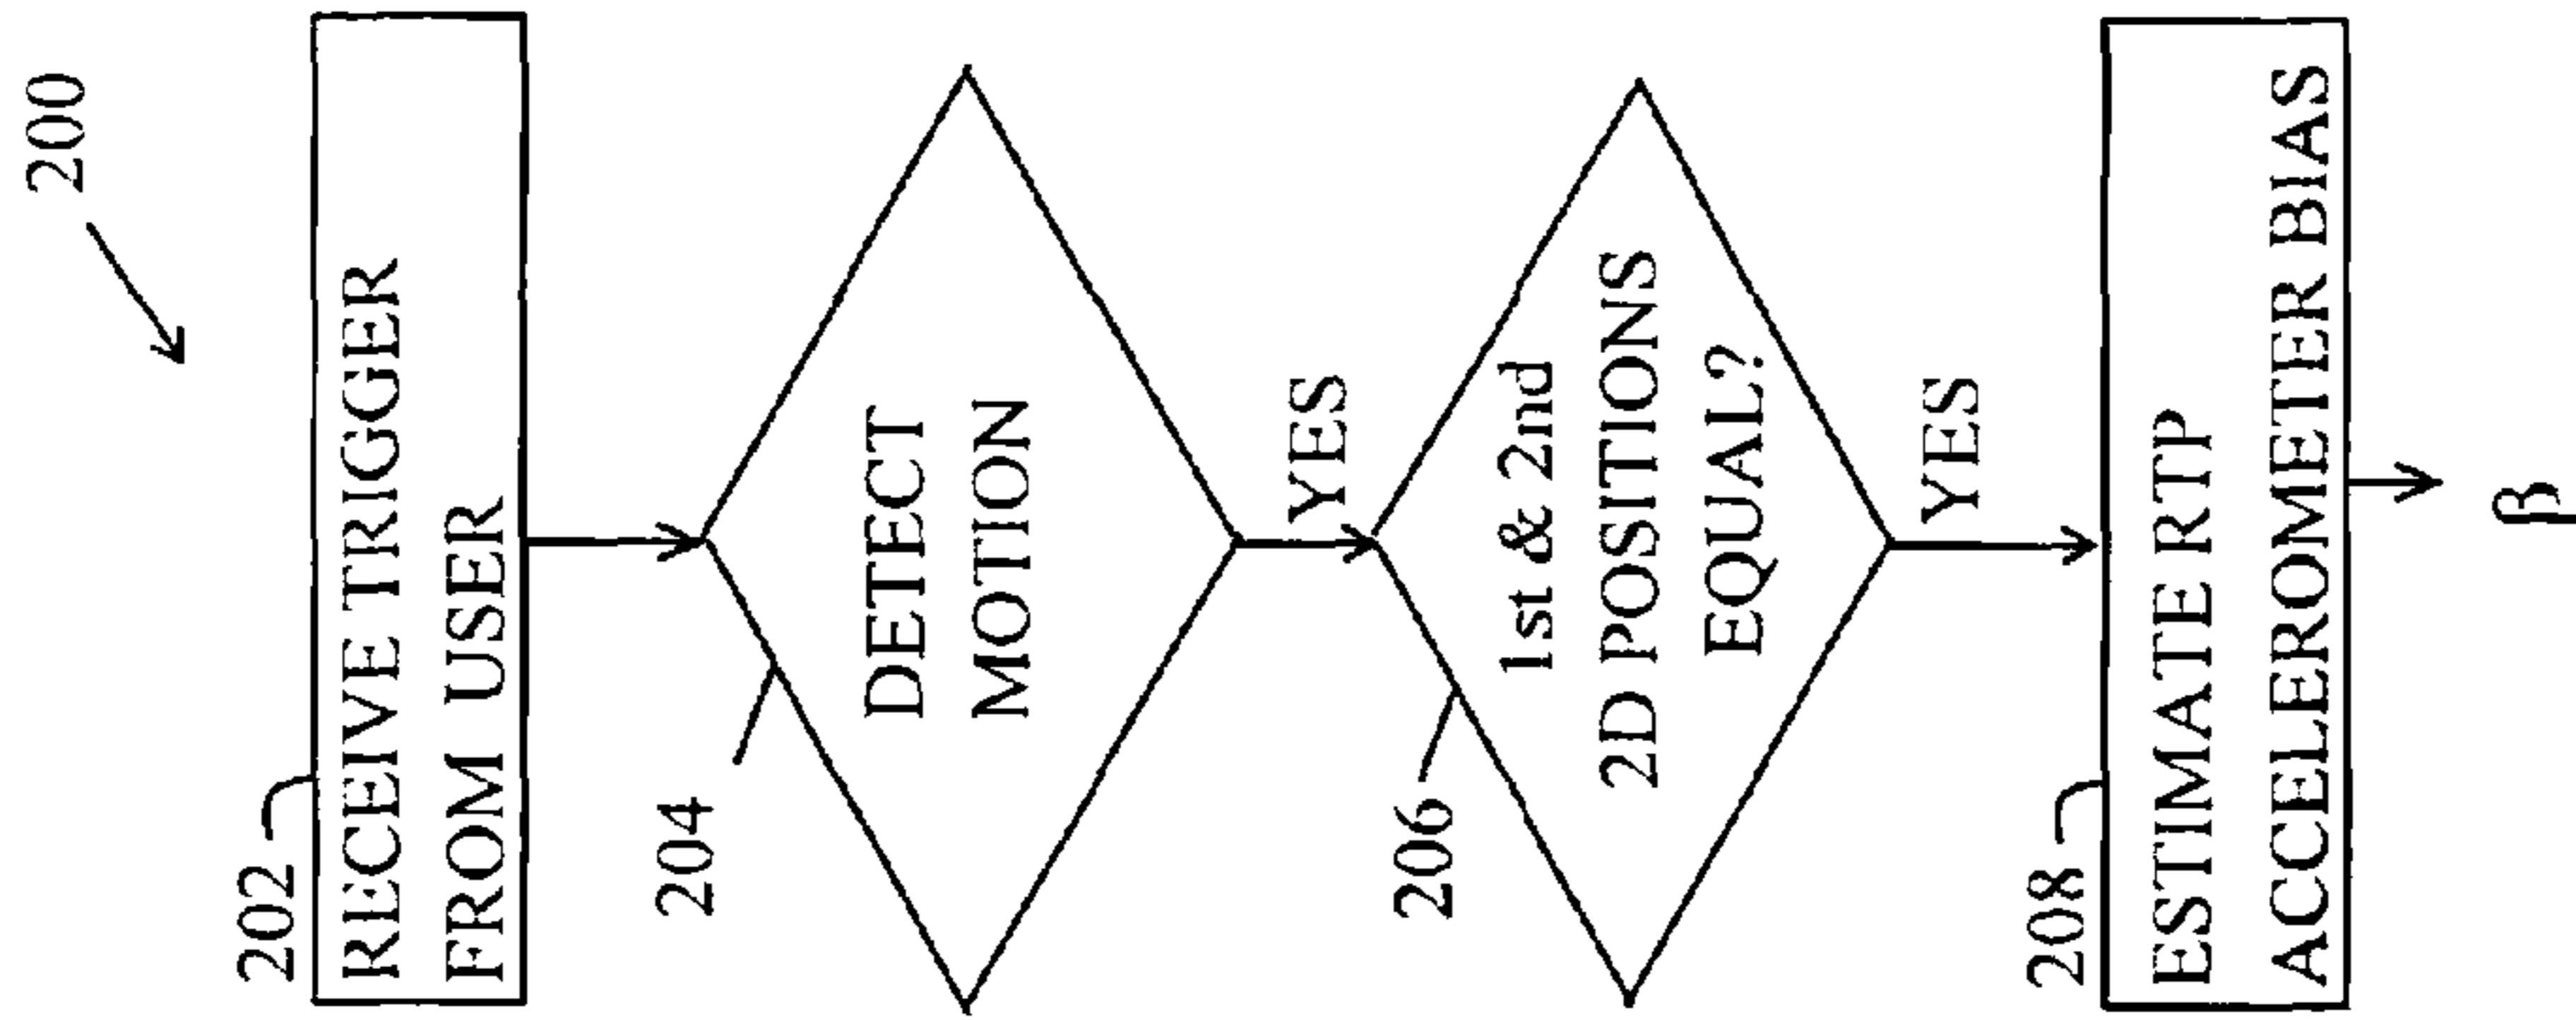 200
202
RECEIVE TRIGGER
FROM USER
204
DETECT
MOTION
YES
206
1st & 2nd
2D POSITIONS
EQUAL?
YES
208
ESTIMATE RTP
ACCELEROMETER BIAS
β